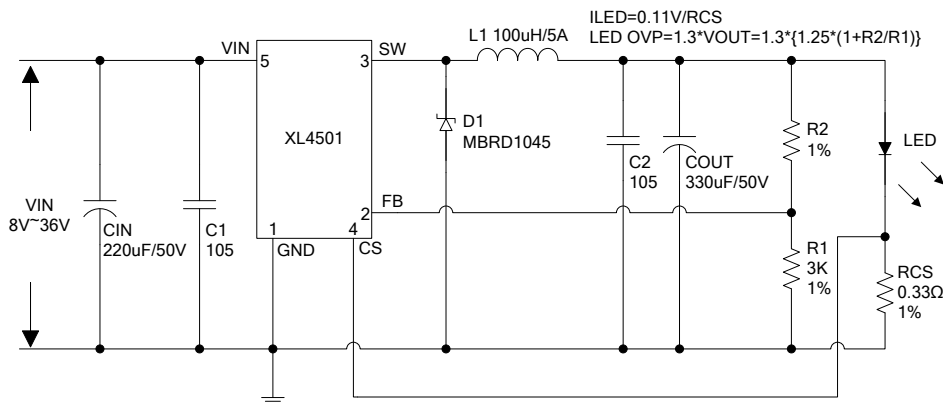 ILED=0.11V/RCS
LED OVP=1.3*VOUT=1.3*{1.25*(1+R2/R1)}
L1 100uH/5A
VIN
SW
5
3
XL4501
D1
MBRD1045
R2
1%
LED
C2
105
COUT
330uF/50V
VIN
8V~36V
CIN
220uF/50V
C1
105
FB
2
1
4
GND
CS
R1
3K
1%
RCS
0.33Ω
1%